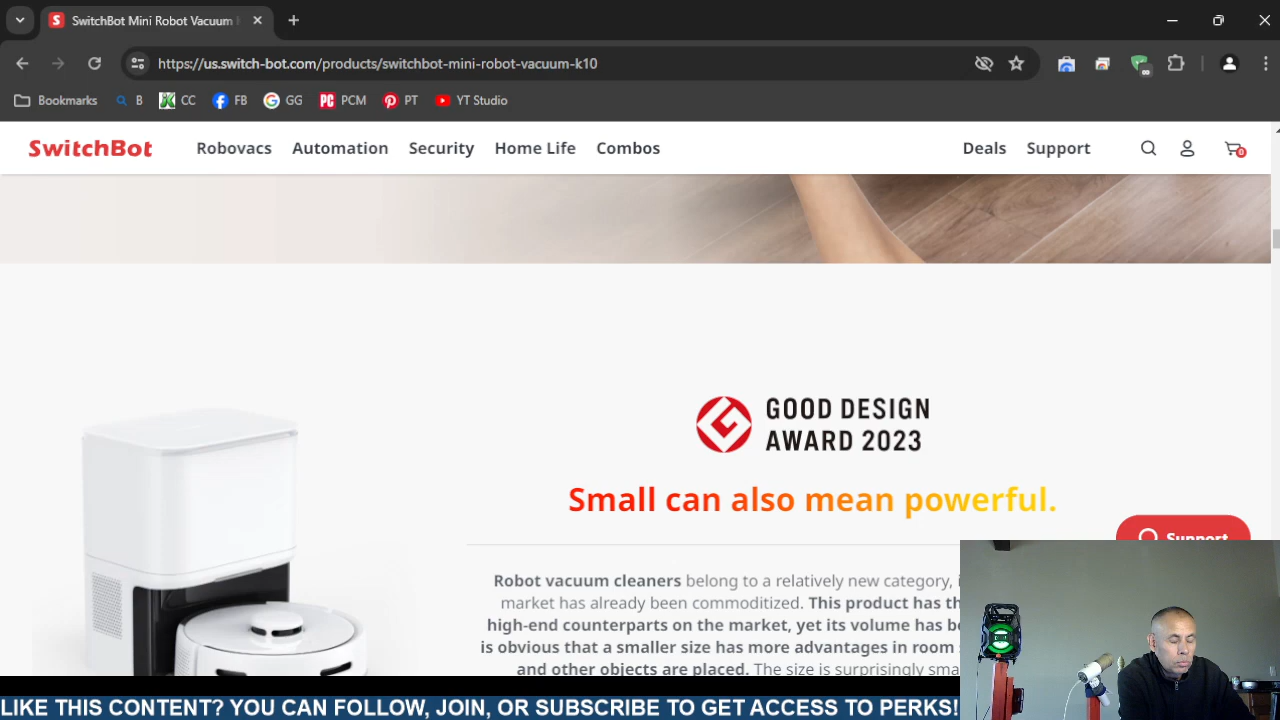 SwitchBot Mini Robot Vacuum
https://us.switch-bot.com/products/switchbot-mini-robot-vacuum-k10
Bookmarks B CC FB GG PCM PT YT Studio
SwitchBot Robovacs Automation Security Home Life Combos Deals Support 0
GOOD DESIGN
AWARD 2023
Small can also mean powerful.
Support
Robot vacuum cleaners belong to a relatively new category,
market has already been commoditized. This product has th
high-end counterparts on the market, yet its volume has be
is obvious that a smaller size has more advantages in room
and other objects are placed. The size is surprisingly sma
LIKE THIS CONTENT? YOU CAN FOLLOW, JOIN, OR SUBSCRIBE TO GET ACCESS TO PERKS!